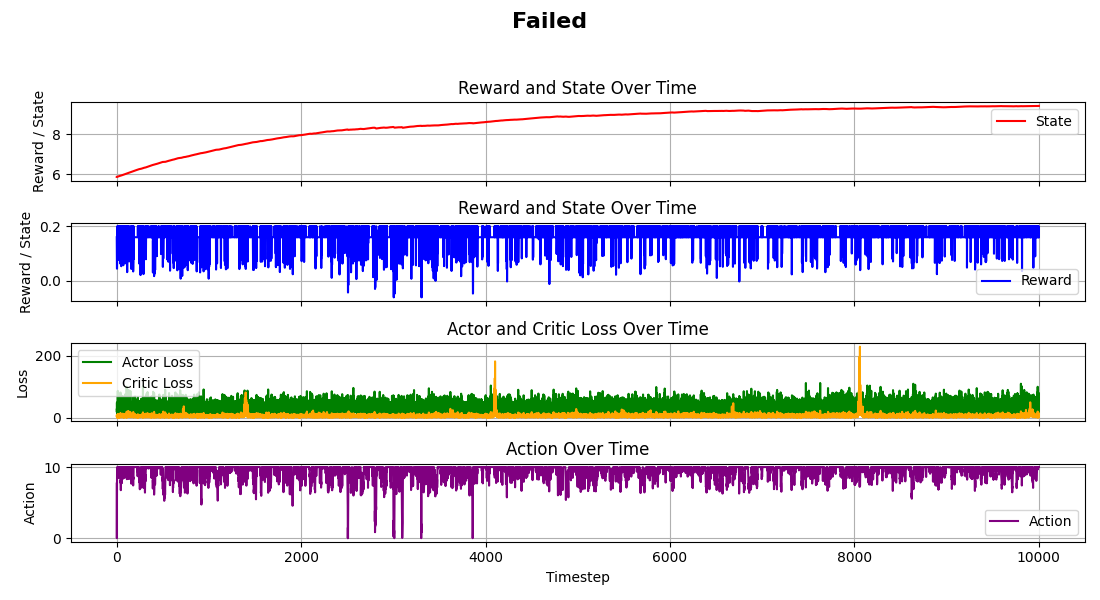 Failed
Reward and State Over Time
Reward / State
8
6
State
Reward and State Over Time
Reward / State
0.2
0.0
Reward
Actor and Critic Loss Over Time
Loss
200
0
Actor Loss
Critic Loss
Action Over Time
Action
10
0
Action
0 2000 4000 6000 8000 10000
Timestep